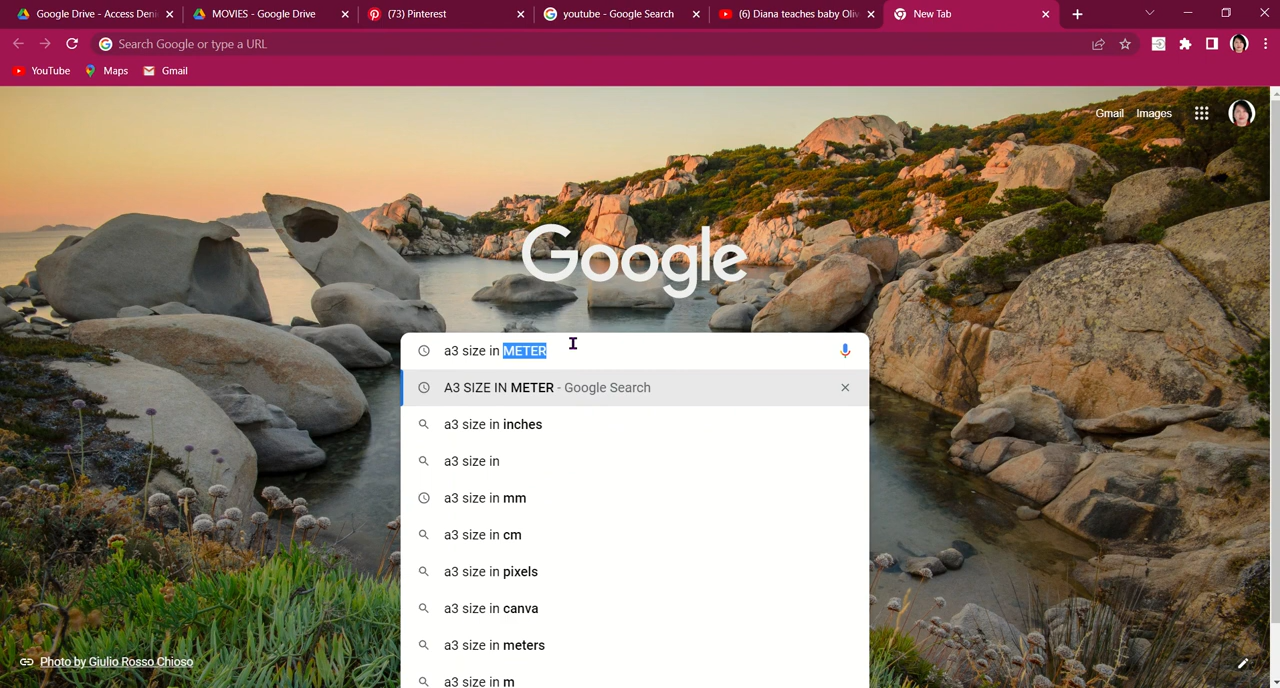 Google Drive - Access Deni
MOVIES - Google Drive
(73) Pinterest
youtube - Google Search
(6) Diana teaches baby Oliv
New Tab
Search Google or type a URL
YouTube
Maps
Gmail
Gmail
Images
Google
a3 size in METER
A3 SIZE IN METER - Google Search
a3 size in inches
a3 size in
a3 size in mm
a3 size in cm
a3 size in pixels
a3 size in canva
a3 size in meters
a3 size in m
Photo by Giulio Rosso Chioso